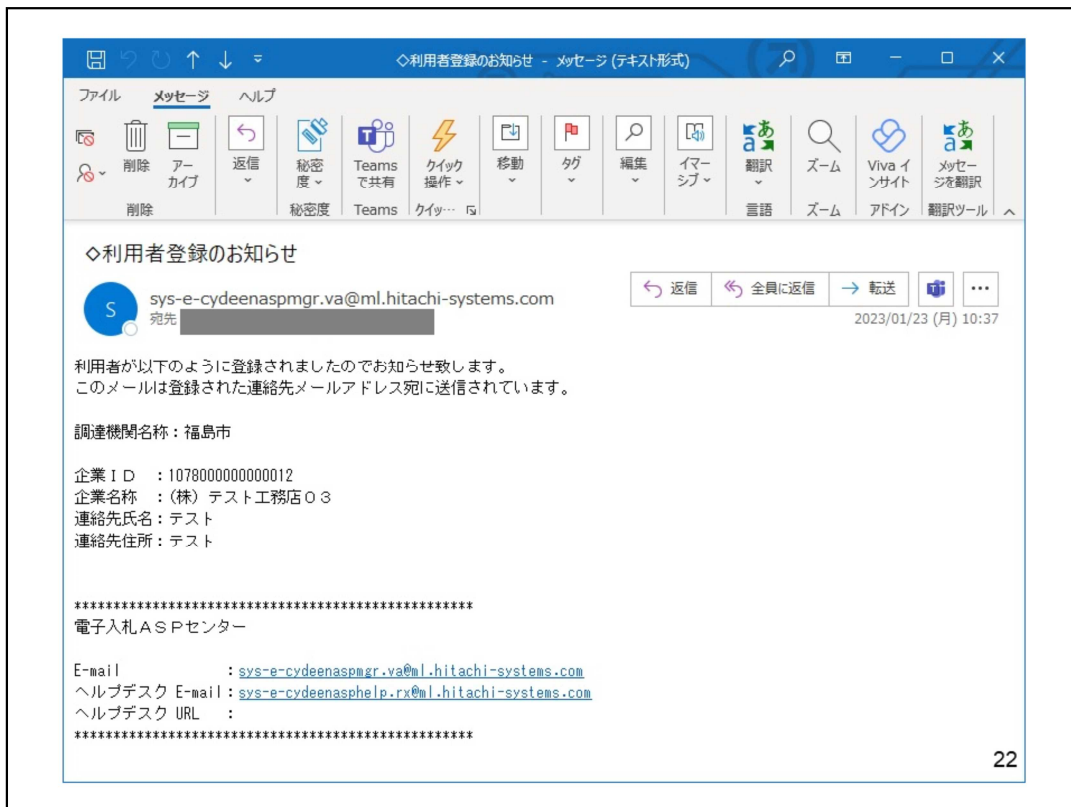 ◇利用者登録のお知らせ - メッセージ (テキスト形式)
ファイル メッセージ ヘルプ
削除
アーカイブ
返信
秘密度
Teams で共有
クイック操作
移動
タグ
編集
イマーシブ
翻訳
ズーム
Viva インサイト
メッセージを翻訳
削除 秘密度 Teams クイッ… 言語 ズーム アドイン 翻訳ツール
◇利用者登録のお知らせ
S
sys-e-cydeenaspmgr.va@ml.hitachi-systems.com
宛先
返信 全員に返信 転送
2023/01/23 (月) 10:37
利用者が以下のように登録されましたのでお知らせ致します。
このメールは登録された連絡先メールアドレス宛に送信されています。
調達機関名称：福島市
企業ＩＤ ：1078000000000012
企業名称 ：（株）テスト工務店０３
連絡先氏名：テスト
連絡先住所：テスト
***************************************************
電子入札ＡＳＰセンター
E-mail ：sys-e-cydeenaspmgr.va@ml.hitachi-systems.com
ヘルプデスク E-mail：sys-e-cydeenasphelp.rx@ml.hitachi-systems.com
ヘルプデスク URL ：
***************************************************
22